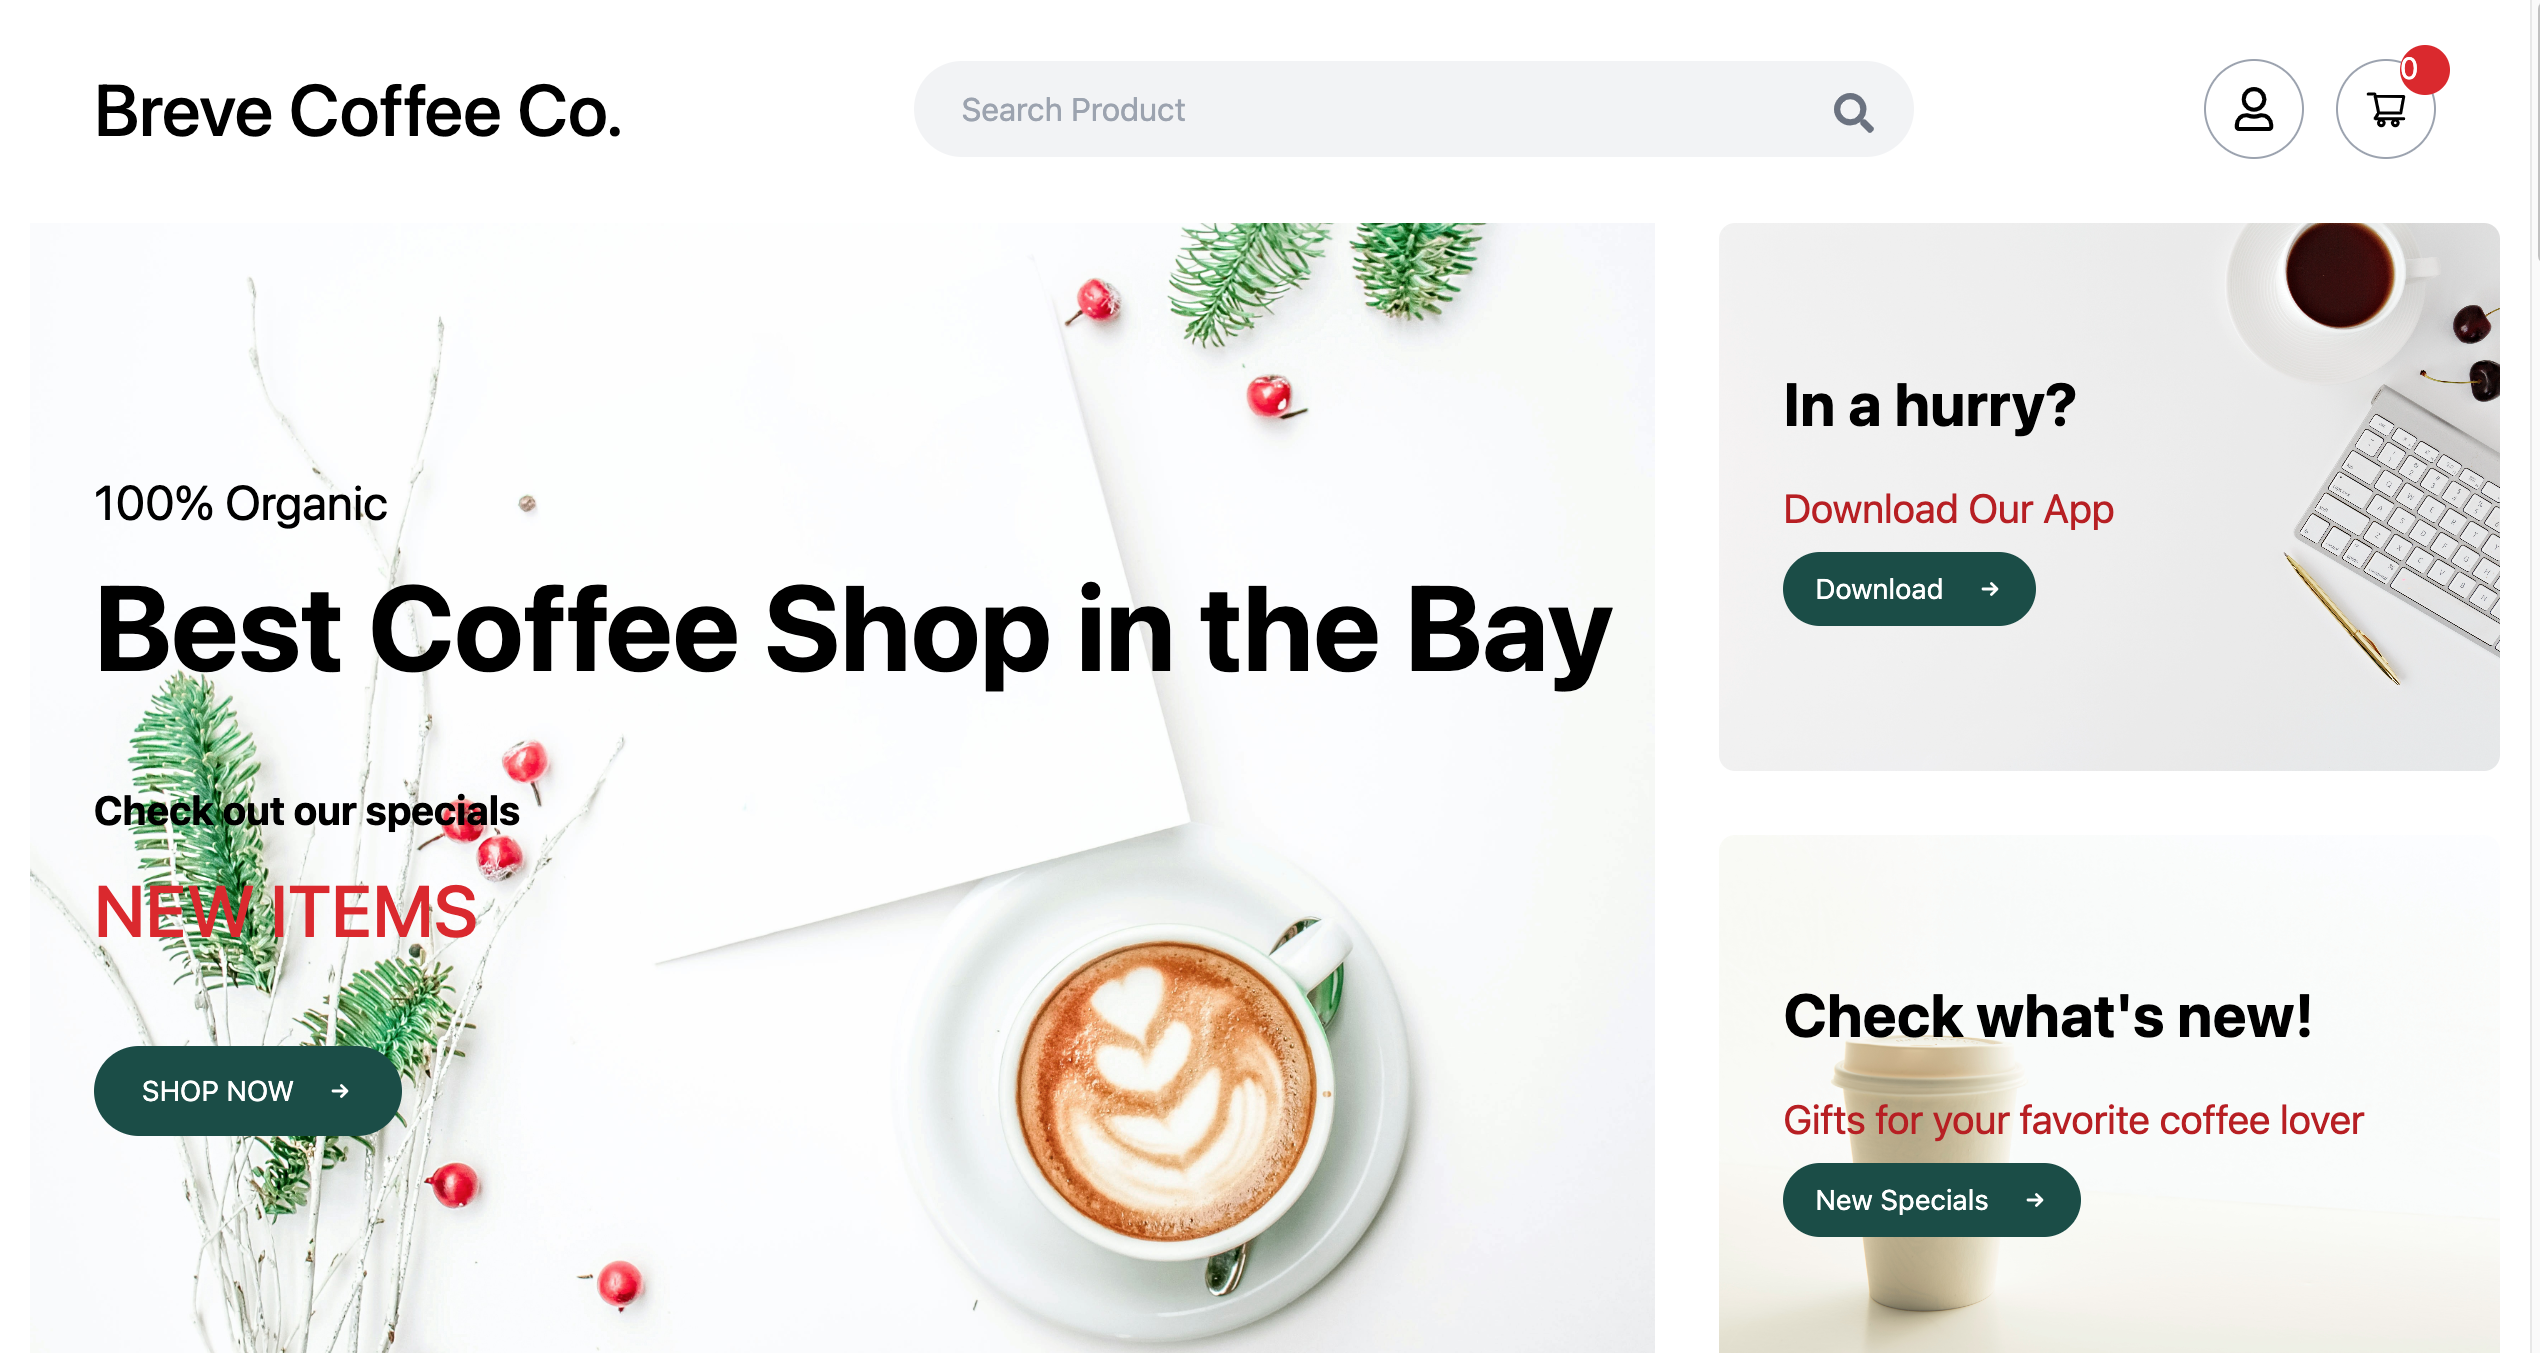 Breve Coffee Co.
Search Product
0
100% Organic
Best Coffee Shop in the Bay
Check out our specials
NEW ITEMS
SHOP NOW
In a hurry?
Download Our App
Download
Check what's new!
Gifts for your favorite coffee lover
New Specials